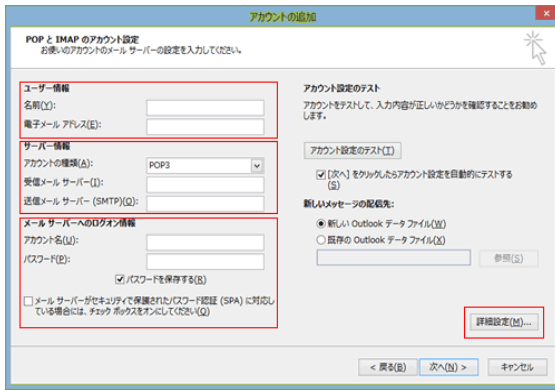 アカウントの追加
POP と IMAP のアカウント設定
お使いのアカウントのメール サーバーの設定を入力してください。
ユーザー情報
名前(Y):
電子メール アドレス(E):
サーバー情報
アカウントの種類(A):
POP3
受信メール サーバー(I):
送信メール サーバー (SMTP)(O):
メール サーバーへのログオン情報
アカウント名(U):
パスワード(P):
パスワードを保存する(R)
メール サーバーがセキュリティで保護されたパスワード認証 (SPA) に対応し
ている場合には、チェック ボックスをオンにしてください(Q)
アカウント設定のテスト
アカウントをテストして、入力内容が正しいかどうかを確認することをお勧め
します。
アカウント設定のテスト(T)
[次へ] をクリックしたらアカウント設定を自動的にテストする
(S)
新しいメッセージの配信先:
新しい Outlook データ ファイル(W)
既存の Outlook データ ファイル(X)
参照(S)
詳細設定(M)...
< 戻る(B)
次へ(N) >
キャンセル